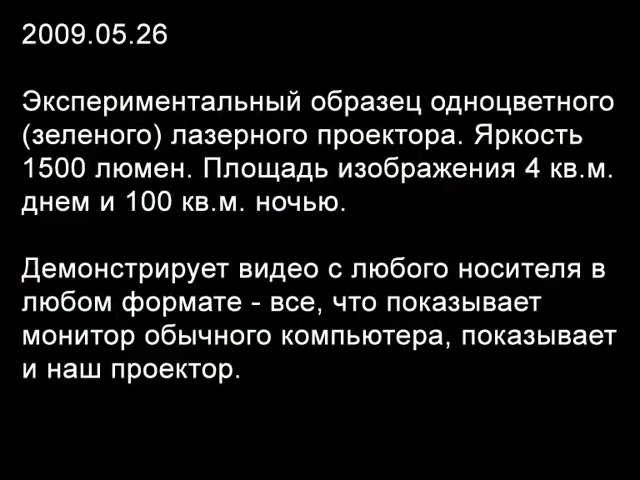 2009.05.26
Экспериментальный образец одноцветного
(зеленого) лазерного проектора. Яркость
1500 люмен. Площадь изображения 4 кв.м.
днем и 100 кв.м. ночью.
Демонстрирует видео с любого носителя в
любом формате - все, что показывает
монитор обычного компьютера, показывает
и наш проектор.